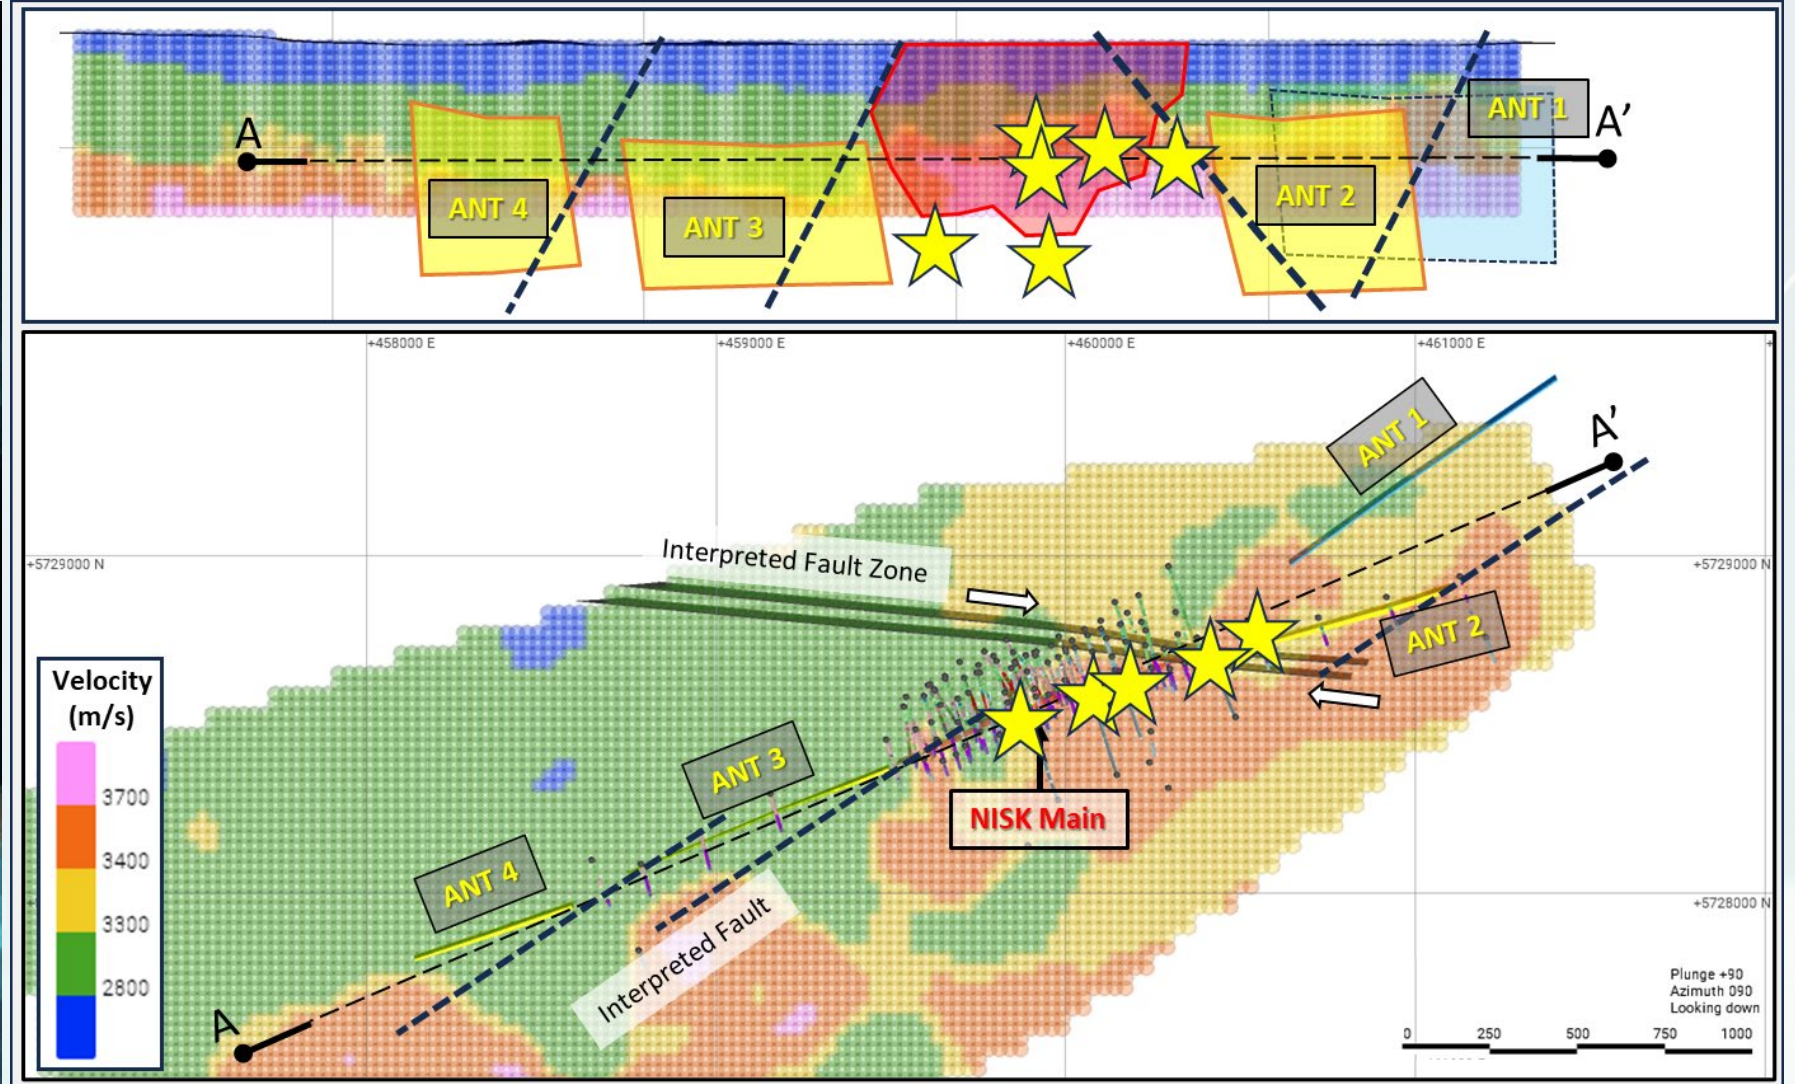 ANT 1
A
A'
ANT 4
ANT 3
ANT 2
+458000 E
+459000 E
+460000 E
+461000 E
+
ANT 1
A'
Interpreted Fault Zone
+5729000 N
+5729000 N
ANT 2
Velocity
(m/s)
3700
3400
3300
2800
ANT 3
NISK Main
ANT 4
Interpreted Fault
+5728000 N
A
Plunge +90
Azimuth 090
Looking down
0 250 500 750 1000